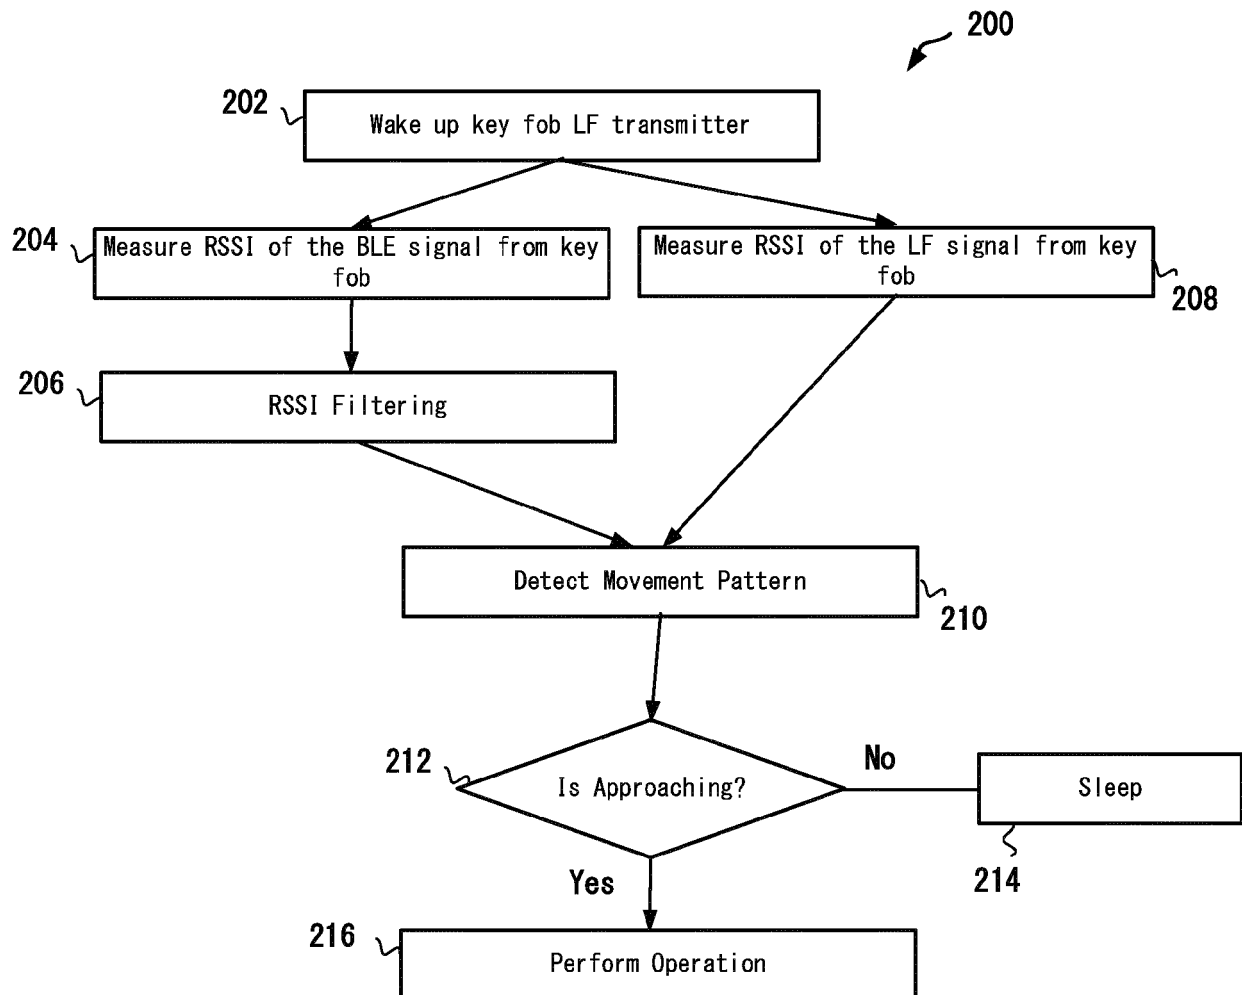 200
202
Wake up key fob LF transmitter
204
Measure RSSI of the BLE signal from key
fob
Measure RSSI of the LF signal from key
fob
208
206
RSSI Filtering
Detect Movement Pattern
210
212
Is Approaching?
No
Sleep
214
Yes
216
Perform Operation